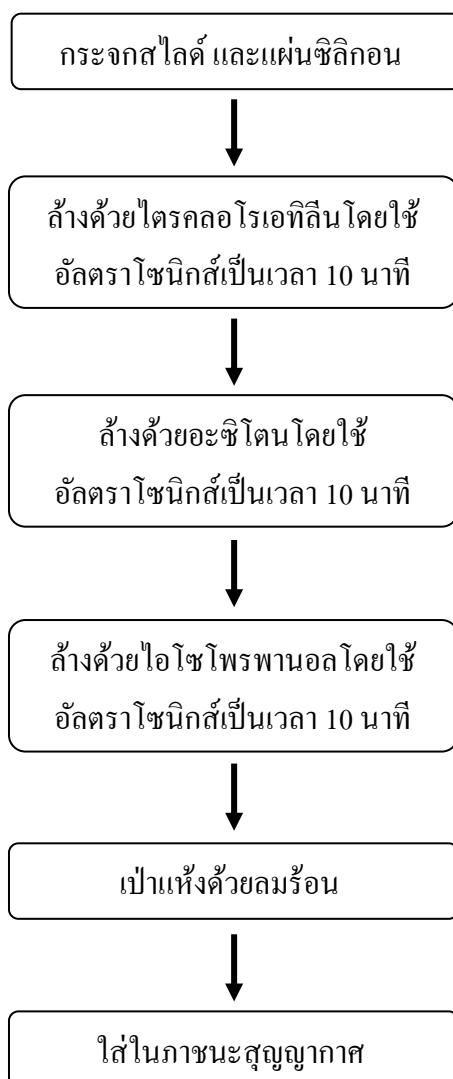 กระจกสไลด์ และแผ่นซิลิกอน
ล้างด้วยไตรคลอโรเอทิลีนโดยใช้
อัลตราโซนิกส์เป็นเวลา 10 นาที
ล้างด้วยอะซิโตนโดยใช้
อัลตราโซนิกส์เป็นเวลา 10 นาที
ล้างด้วยไอโซโพรพานอลโดยใช้
อัลตราโซนิกส์เป็นเวลา 10 นาที
เป่าแห้งด้วยลมร้อน
ใส่ในภาชนะสุญญากาศ